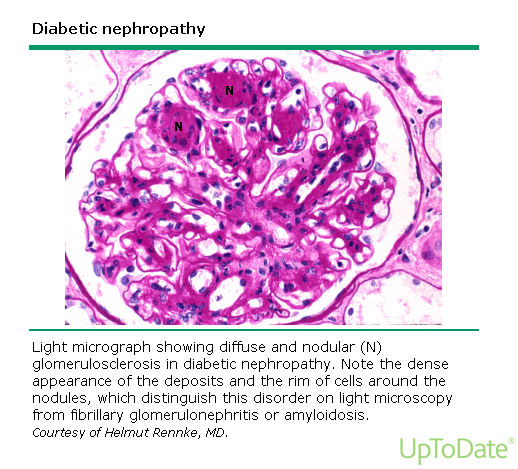 Diabetic nephropathy
N
N
Light micrograph showing diffuse and nodular (N)
glomerulosclerosis in diabetic nephropathy. Note the dense
appearance of the deposits and the rim of cells around the
nodules, which distinguish this disorder on light microscopy
from fibrillary glomerulonephritis or amyloidosis.
Courtesy of Helmut Rennke, MD.
UpToDate®